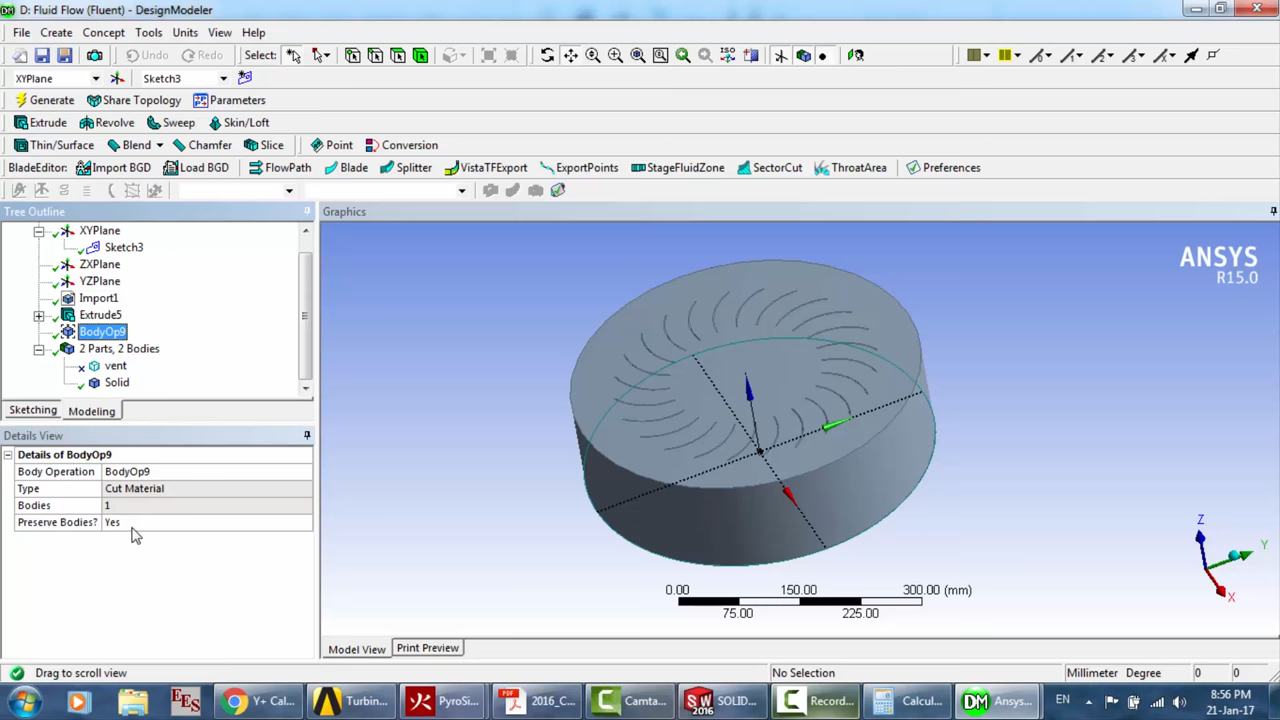 D: Fluid Flow (Fluent) - DesignModeler
File Create Concept Tools Units View Help
Undo Redo Select:
XYPlane Sketch3
Generate Share Topology Parameters
Extrude Revolve Sweep Skin/Loft
Thin/Surface Blend Chamfer Slice Point Conversion
BladeEditor: Import BGD Load BGD FlowPath Blade Splitter VistaTFExport ExportPoints StageFluidZone SectorCut ThroatArea Preferences
Tree Outline
XYPlane
Sketch3
ZXPlane
YZPlane
Import1
Extrude5
BodyOp9
2 Parts, 2 Bodies
vent
Solid
Sketching Modeling
Details View
Details of BodyOp9
Body Operation BodyOp9
Type Cut Material
Bodies 1
Preserve Bodies? Yes
Graphics
ANSYS
R15.0
Z
Y
X
0.00 150.00 300.00 (mm)
75.00 225.00
Model View Print Preview
Drag to scroll view No Selection Millimeter Degree 0 0
EES Y+ Cal... Turbin... PyroSi... 2016_C... Camta... SOLID... Record... Calcul... Ansys... EN 8:56 PM
21-Jan-17